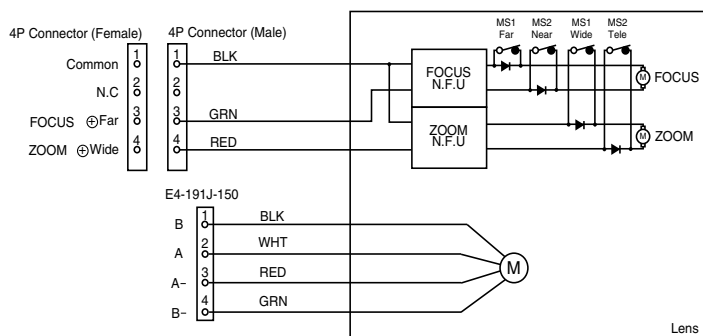 MS1 MS2 MS1 MS2
Far Near Wide Tele
4P Connector (Female) 4P Connector (Male)
Common 1 1 BLK
N.C 2 2
FOCUS ⊕Far 3 3 GRN
ZOOM ⊕Wide 4 4 RED
FOCUS
N.F.U
M FOCUS
ZOOM
N.F.U
M ZOOM
E4-191J-150
B 1 BLK
A 2 WHT
A- 3 RED
B- 4 GRN
M
Lens